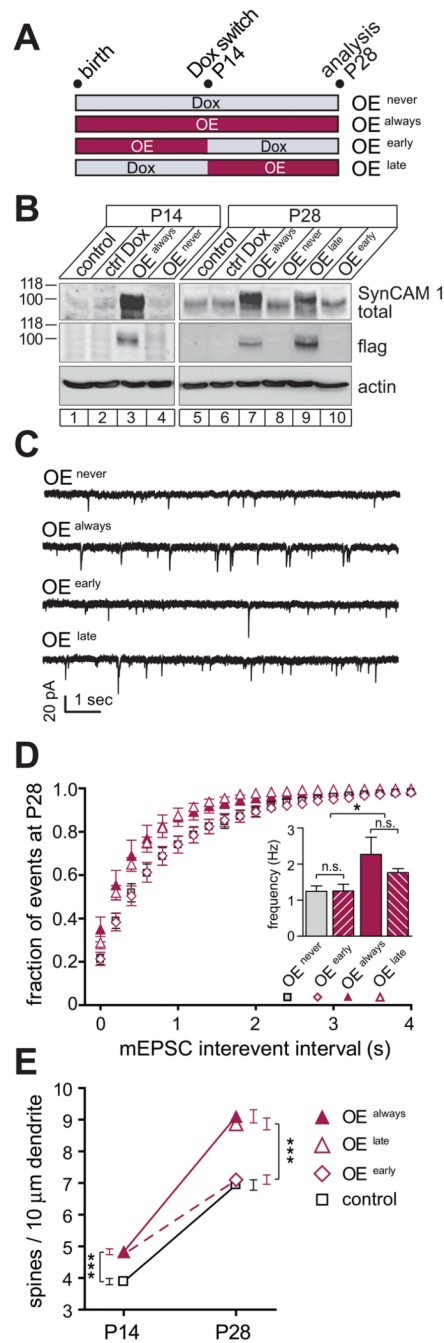 A
birth
Dox switch
P14
analysis
P28
Dox
OE never
OE
OE always
OE Dox
OE early
Dox OE
OE late
B
P14 P28
control ctrl Dox OE always OE never control ctrl Dox OE always OE never OE late OE early
118
100
SynCAM 1
total
118
100
flag
actin
1 2 3 4 5 6 7 8 9 10
C
OE never
OE always
OE early
OE late
20 pA
1 sec
D
fraction of events at P28
1.0
0.8
0.6
0.4
0.2
0 1 2 3 4
mEPSC interevent interval (s)
frequency (Hz)
4
3
2
1
0
*
n.s.
n.s.
OE never OE early OE always OE late
E
spines / 10 μm dendrite
10
9
8
7
6
5
4
3
P14 P28
***
***
OE always
OE late
OE early
control